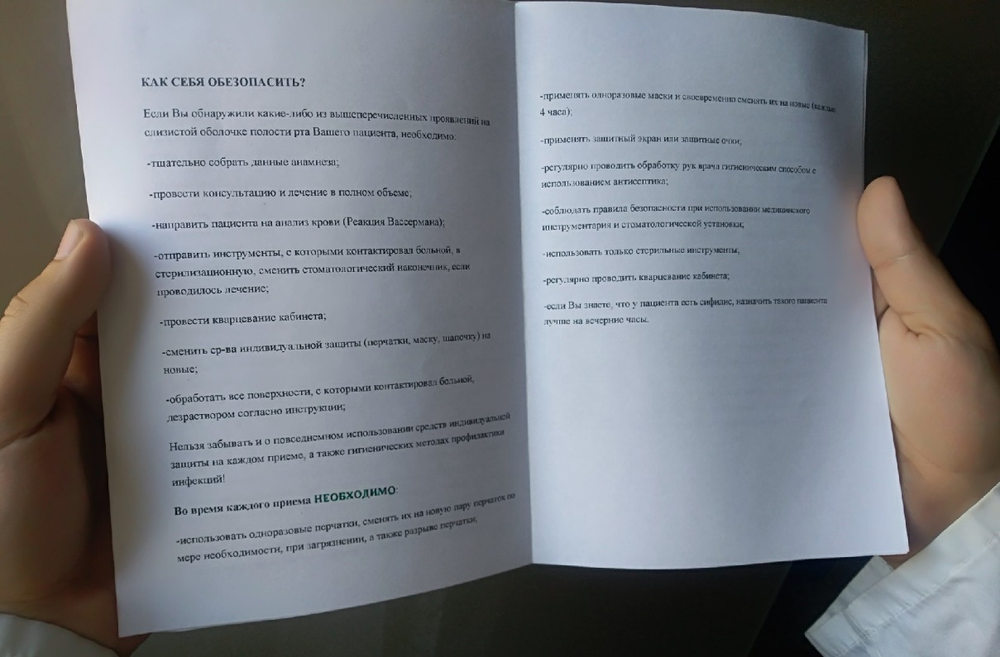 КАК СЕБЯ ОБЕЗОПАСИТЬ?
Если Вы обнаружили какие-либо из вышеперечисленных проявлений на
слизистой оболочке полости рта Вашего пациента, необходимо:
-тщательно собрать данные анамнеза;
-провести консультацию и лечение в полном объеме;
-направить пациента на анализ крови (Реакция Вассермана);
-отправить инструменты, с которыми контактировал больной, в
стерилизационную, сменить стоматологический наконечник, если
проводилось лечение;
-провести кварцевание кабинета;
-сменить ср-ва индивидуальной защиты (перчатки, маску, шапочку) на
новые;
-обработать все поверхности, с которыми контактировал больной,
дезраствором согласно инструкции;
Нельзя забывать и о повседнемном использовании средств индивидуальной
защиты на каждом приеме, а также гигиенических методах профилактики
инфекций!
Во время каждого приема НЕОБХОДИМО:
-использовать одноразовые перчатки, сменять их на новую пару перчаток по
мере необходимости, при загрязнении, а также разрыве перчатки;
-применять одноразовые маски и своевременно сменять их на новые (каждые
4 часа);
-применять защитный экран или защитные очки;
-регулярно проводить обработку рук врача гигиеническим способом с
использованием антисептика;
-соблюдать правила безопасности при использовании медицинского
инструментария и стоматологической установки;
-использовать только стерильные инструменты;
-регулярно проводить кварцевание кабинета;
-если Вы знаете, что у пациента есть сифилис, назначить такого пациента
лучше на вечерние часы.